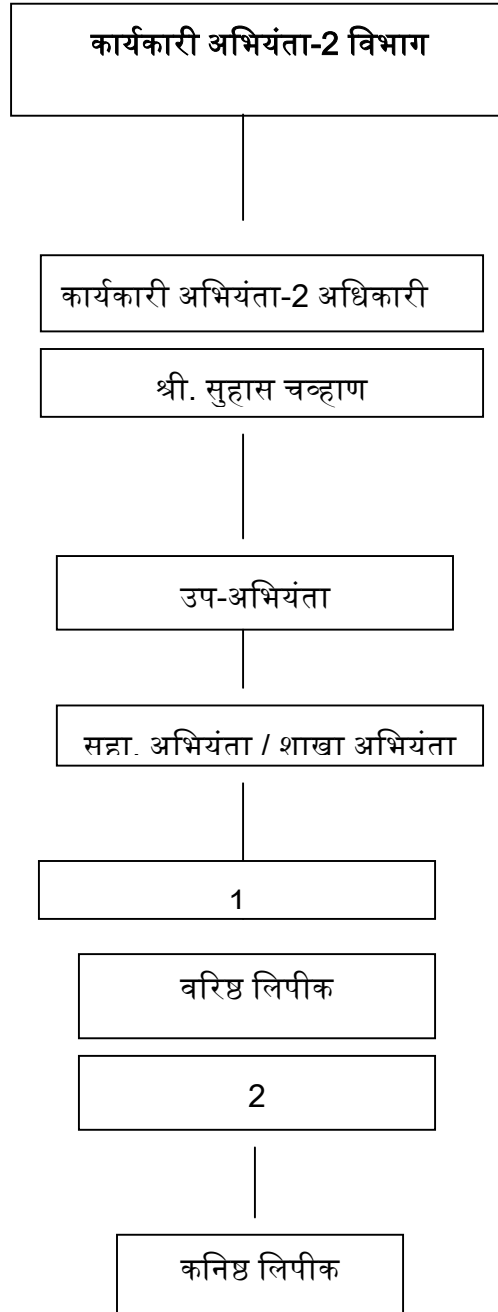 कार्यकारी अभियंता-2 विभाग
कार्यकारी अभियंता-2 अधिकारी
श्री. सुहास चव्हाण
उप-अभियंता
सहा. अभियंता / शाखा अभियंता
1
वरिष्ठ लिपीक
2
कनिष्ठ लिपीक